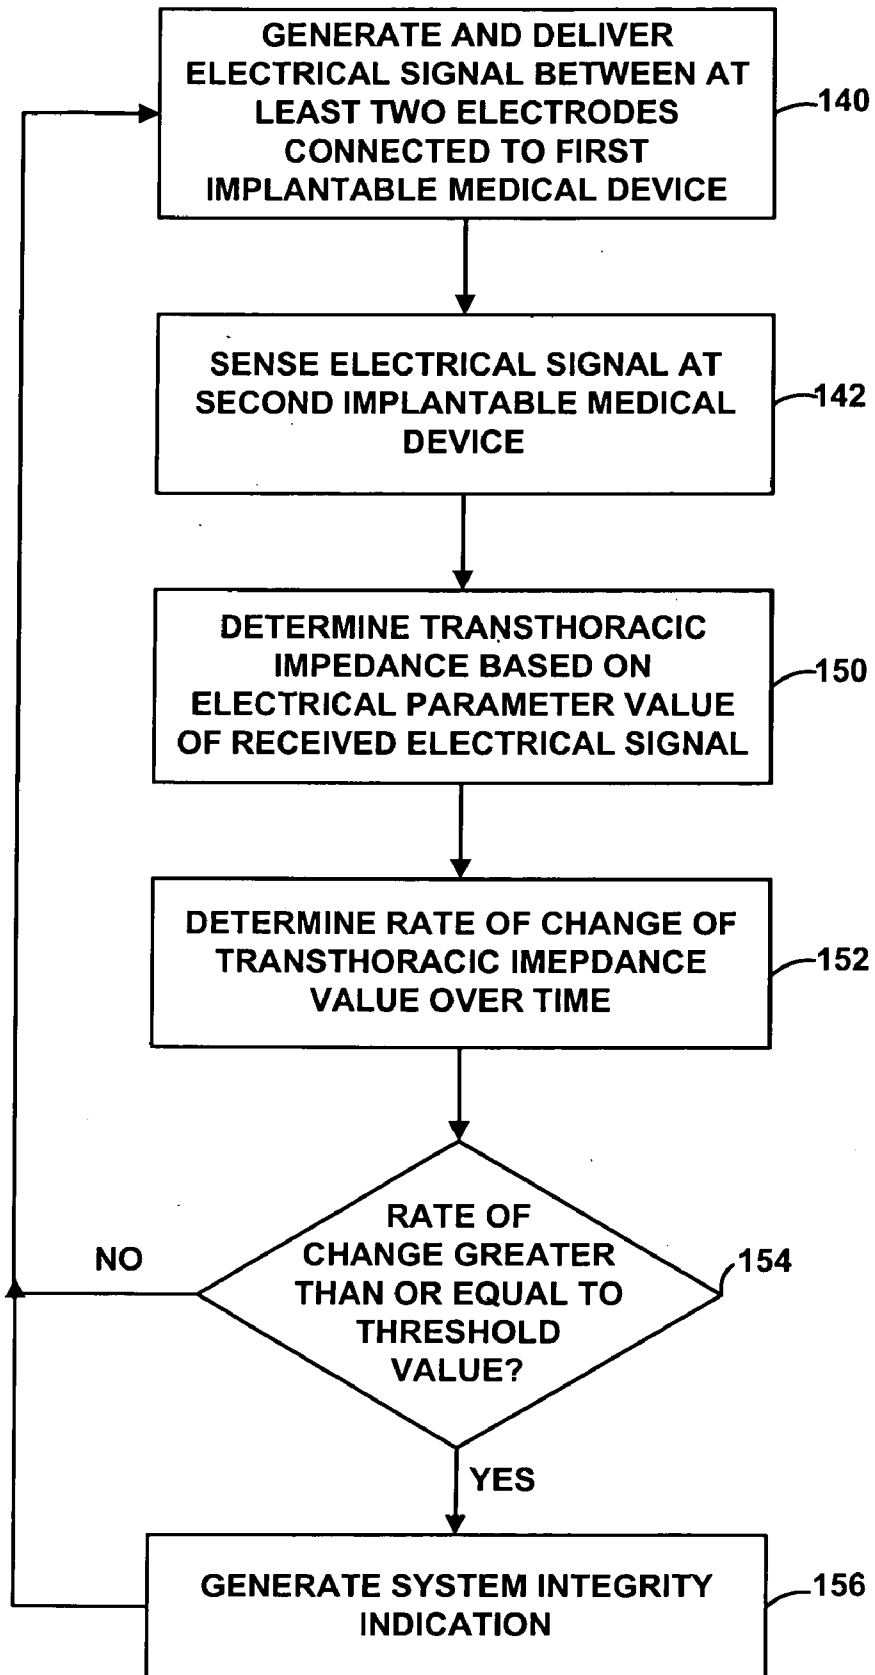 GENERATE AND DELIVER
ELECTRICAL SIGNAL BETWEEN AT
LEAST TWO ELECTRODES
CONNECTED TO FIRST
IMPLANTABLE MEDICAL DEVICE
140
SENSE ELECTRICAL SIGNAL AT
SECOND IMPLANTABLE MEDICAL
DEVICE
142
DETERMINE TRANSTHORACIC
IMPEDANCE BASED ON
ELECTRICAL PARAMETER VALUE
OF RECEIVED ELECTRICAL SIGNAL
150
DETERMINE RATE OF CHANGE OF
TRANSTHORACIC IMEPDANCE
VALUE OVER TIME
152
RATE OF
CHANGE GREATER
THAN OR EQUAL TO
THRESHOLD
VALUE?
154
NO
YES
GENERATE SYSTEM INTEGRITY
INDICATION
156